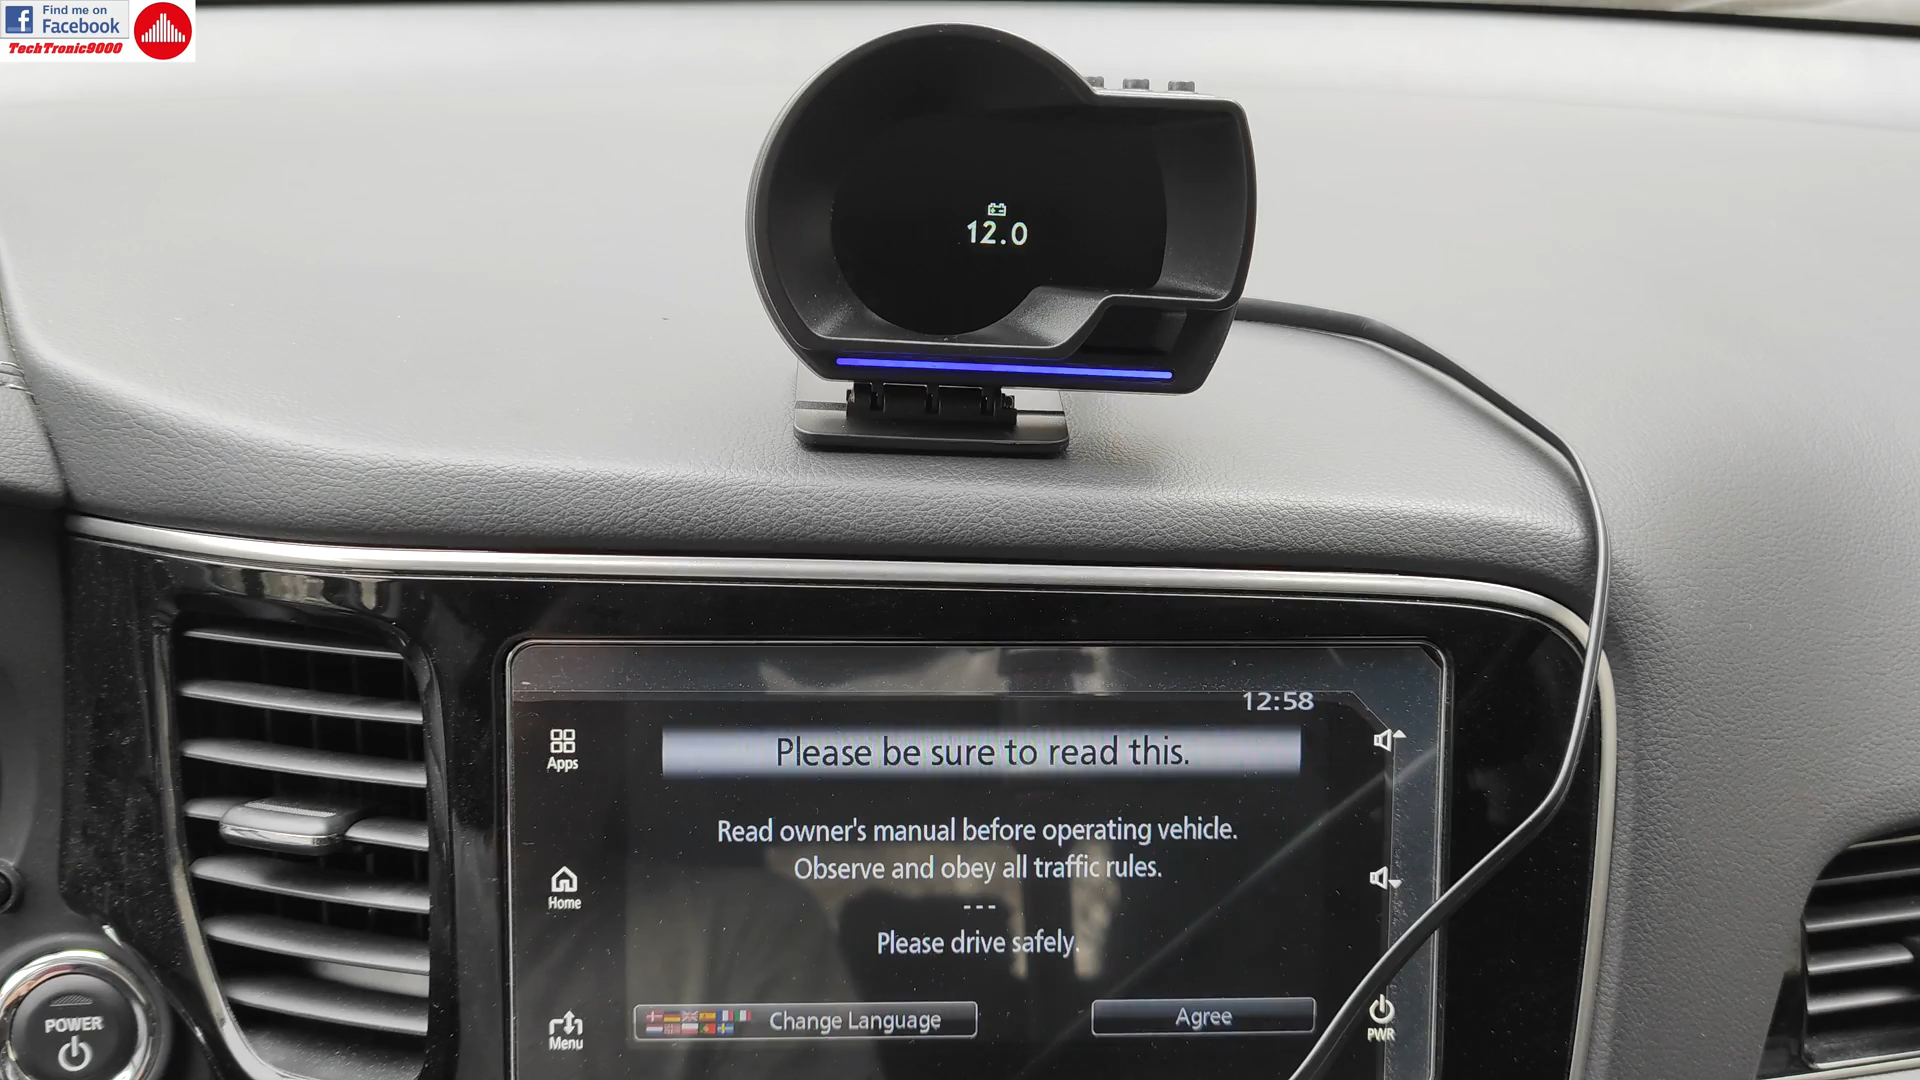 Find me on
Facebook
TechTronic9000
12.0
12:58
Apps
Please be sure to read this.
Read owner's manual before operating vehicle.
Observe and obey all traffic rules.
Home
---
Please drive safely.
Menu
Change Language
Agree
PWR
POWER